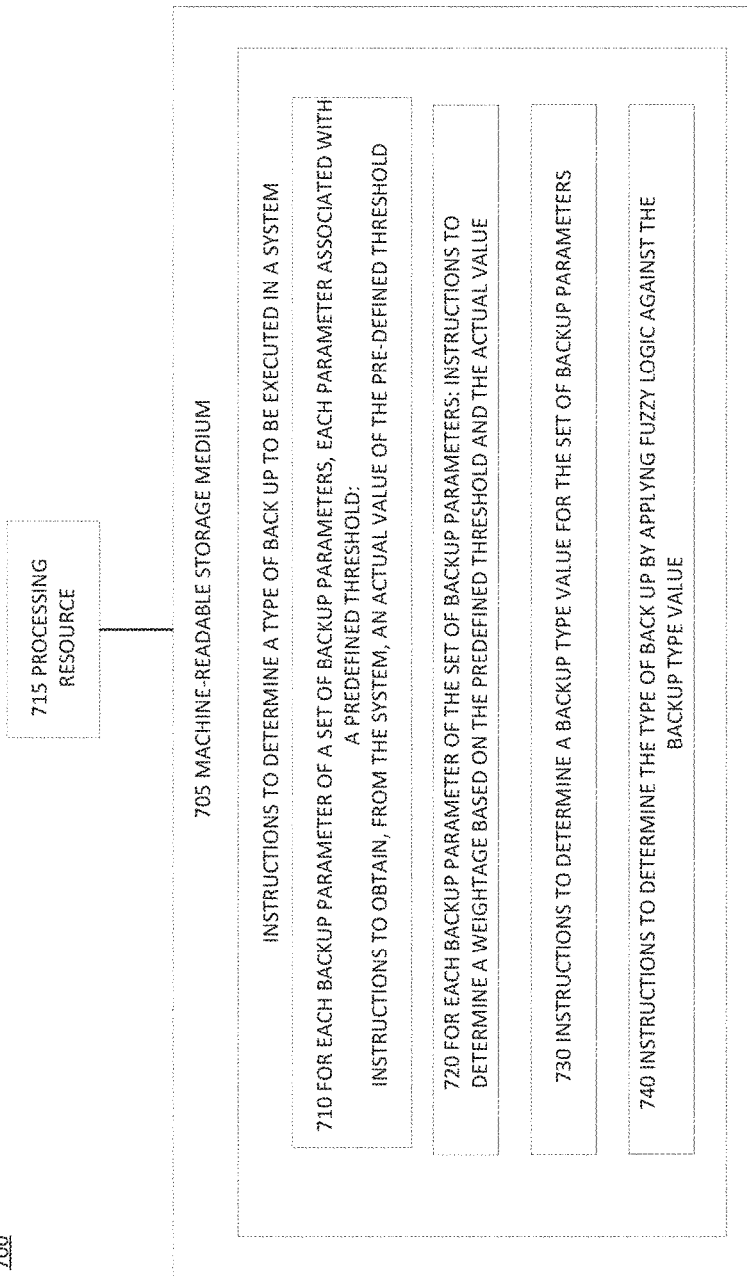 700
715 PROCESSING
RESOURCE
705 MACHINE-READABLE STORAGE MEDIUM
INSTRUCTIONS TO DETERMINE A TYPE OF BACK UP TO BE EXECUTED IN A SYSTEM
710 FOR EACH BACKUP PARAMETER OF A SET OF BACKUP PARAMETERS, EACH PARAMETER ASSOCIATED WITH
A PREDEFINED THRESHOLD:
INSTRUCTIONS TO OBTAIN, FROM THE SYSTEM, AN ACTUAL VALUE OF THE PRE-DEFINED THRESHOLD
720 FOR EACH BACKUP PARAMETER OF THE SET OF BACKUP PARAMETERS: INSTRUCTIONS TO
DETERMINE A WEIGHTAGE BASED ON THE PREDEFINED THRESHOLD AND THE ACTUAL VALUE
730 INSTRUCTIONS TO DETERMINE A BACKUP TYPE VALUE FOR THE SET OF BACKUP PARAMETERS
740 INSTRUCTIONS TO DETERMINE THE TYPE OF BACK UP BY APPLYNG FUZZY LOGIC AGAINST THE
BACKUP TYPE VALUE